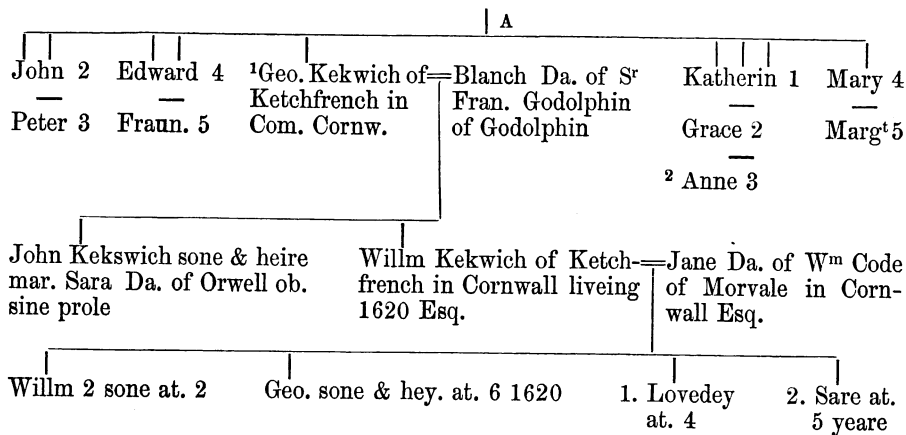 A
John 2
Peter 3
Edward 4
Fraun. 5
¹Geo. Kekwich of
Ketchfrench in
Com. Cornw.
Blanch Da. of Sʳ
Fran. Godolphin
of Godolphin
Katherin 1
Grace 2
² Anne 3
Mary 4
Margᵗ 5
John Kekswich sone & heire
mar. Sara Da. of Orwell ob.
sine prole
Willm Kekwich of Ketch-
french in Cornwall liveing
1620 Esq.
Jane Da. of Wᵐ Code
of Morvale in Corn-
wall Esq.
Willm 2 sone at. 2
Geo. sone & hey. at. 6 1620
1. Lovedey
at. 4
2. Sare at.
5 yeare